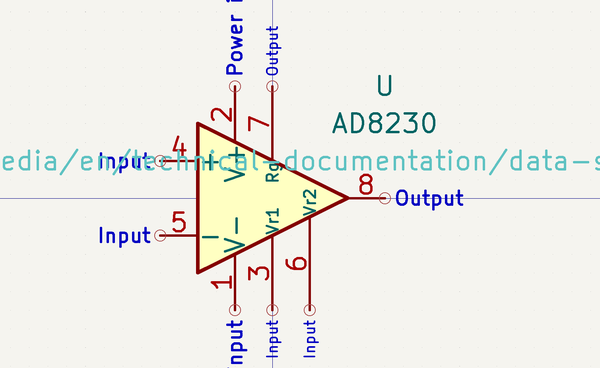 Power i
Output
U
AD8230
2
7
4
Input
+
V+
Rg
edia/en/technical-documentation/data-s
8
Output
Vr2
5
Input
-
V-
Vr1
1
3
6
nput
Input
Input